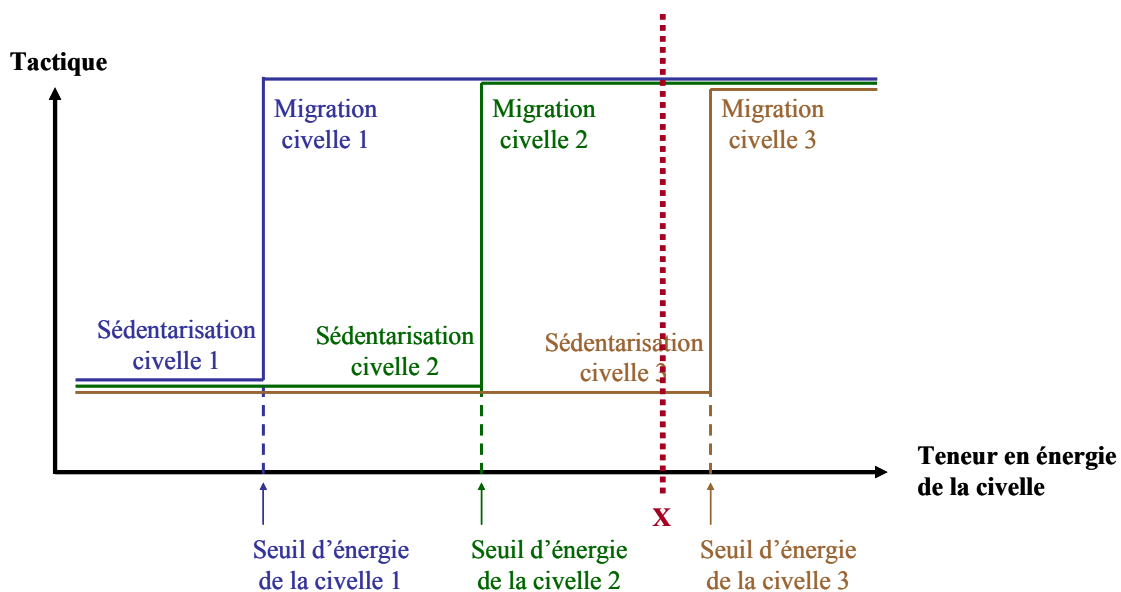 Tactique
Migration
civelle 1
Migration
civelle 2
Migration
civelle 3
Sédentarisation
civelle 1
Sédentarisation
civelle 2
Sédentarisation
civelle 3
Teneur en énergie
de la civelle
X
Seuil d’énergie
de la civelle 1
Seuil d’énergie
de la civelle 2
Seuil d’énergie
de la civelle 3